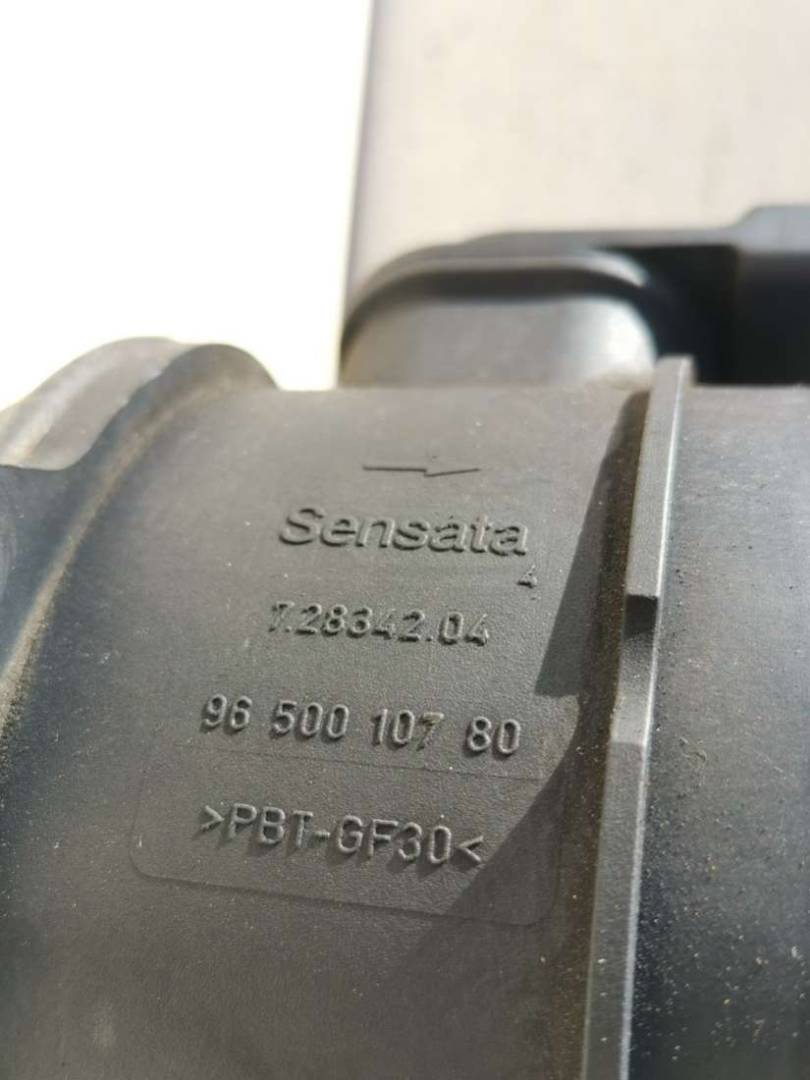 Sensata
A
7.28342.04
96 500 107 80
>PBT-GF30<